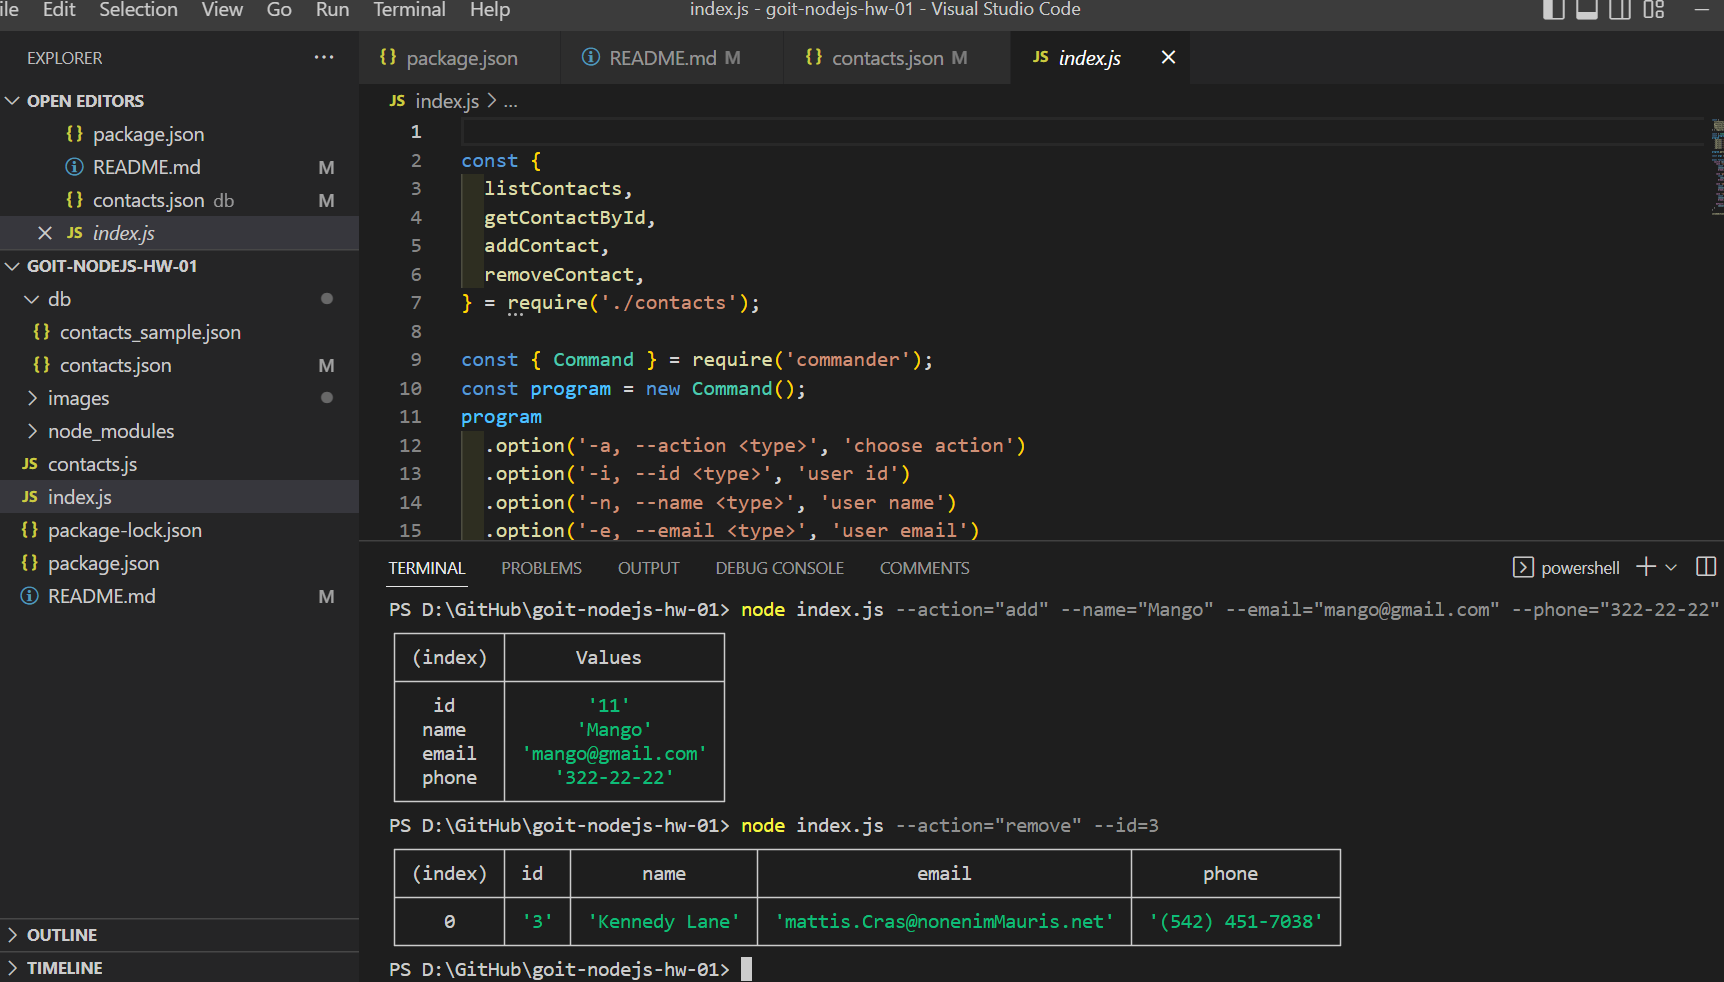 ile Edit Selection View Go Run Terminal Help index.js - goit-nodejs-hw-01 - Visual Studio Code
EXPLORER ...
OPEN EDITORS
{} package.json
README.md M
{} contacts.json db M
JS index.js
GOIT-NODEJS-HW-01
db
{} contacts_sample.json
{} contacts.json M
images
node_modules
JS contacts.js
JS index.js
{} package-lock.json
{} package.json
README.md M
OUTLINE
TIMELINE
{} package.json README.md M {} contacts.json M JS index.js
JS index.js > ...
1
2 const {
3   listContacts,
4   getContactById,
5   addContact,
6   removeContact,
7 } = require('./contacts');
8
9 const { Command } = require('commander');
10 const program = new Command();
11 program
12   .option('-a, --action <type>', 'choose action')
13   .option('-i, --id <type>', 'user id')
14   .option('-n, --name <type>', 'user name')
15   .option('-e, --email <type>', 'user email')
TERMINAL PROBLEMS OUTPUT DEBUG CONSOLE COMMENTS powershell
PS D:\GitHub\goit-nodejs-hw-01> node index.js --action="add" --name="Mango" --email="mango@gmail.com" --phone="322-22-22"
(index) Values
id '11'
name 'Mango'
email 'mango@gmail.com'
phone '322-22-22'
PS D:\GitHub\goit-nodejs-hw-01> node index.js --action="remove" --id=3
(index) id name email phone
0 '3' 'Kennedy Lane' 'mattis.Cras@nonenimMauris.net' '(542) 451-7038'
PS D:\GitHub\goit-nodejs-hw-01>